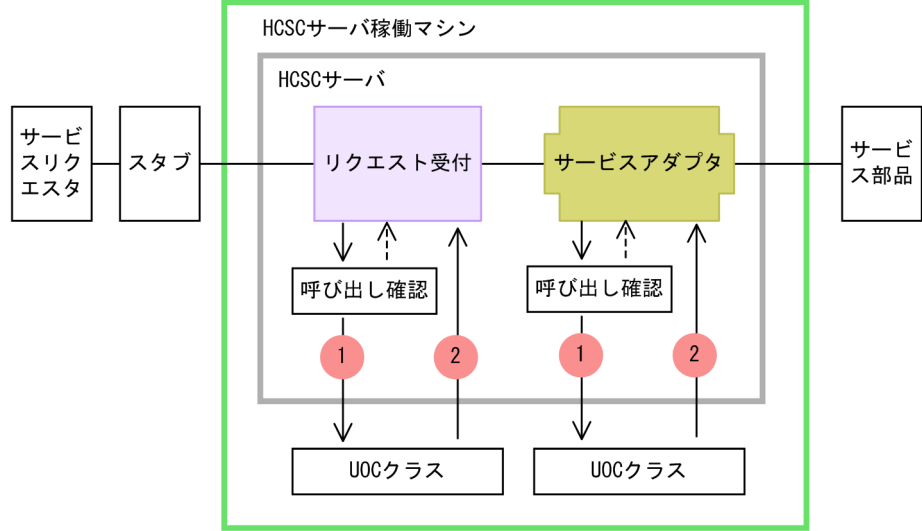 HCSCサーバ稼働マシン
HCSCサーバ
サービ
スリク
エスタ
スタブ
リクエスト受付
サービスアダプタ
サービ
ス部品
呼び出し確認
呼び出し確認
1
2
1
2
UOCクラス
UOCクラス